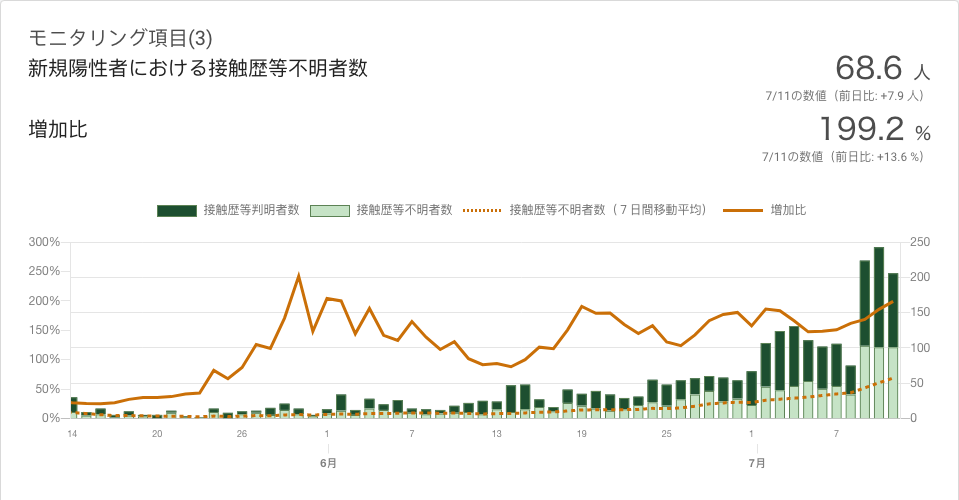 モニタリング項目(3)
新規陽性者における接触歴等不明者数
68.6 人
7/11の数値（前日比: +7.9 人）
増加比
199.2 %
7/11の数値（前日比: +13.6 %）
接触歴等判明者数 接触歴等不明者数 接触歴等不明者数（７日間移動平均） 増加比
300% 250
250% 200
200% 150
150% 100
100% 50
50% 0
0%
14 20 26 1 7 13 19 25 1 7
6月 7月